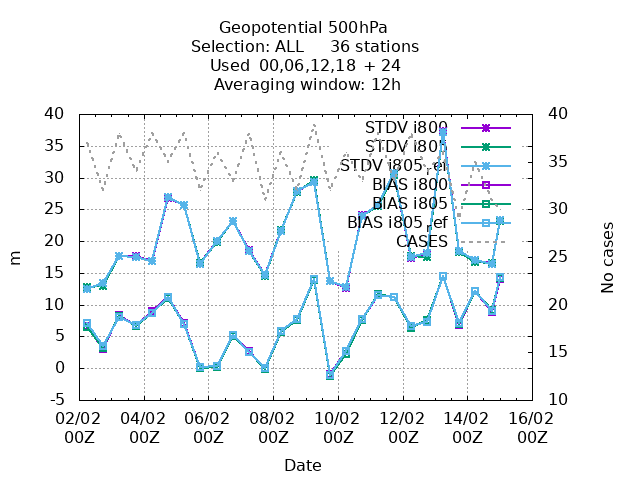 Geopotential 500hPa
Selection: ALL 36 stations
Used 00,06,12,18 + 24
Averaging window: 12h
STDV i800
STDV i805
STDV i805_ref
BIAS i800
BIAS i805
BIAS i805_ref
CASES
40
35
30
25
20
15
10
5
0
-5
m
40
35
30
25
20
15
10
No cases
02/02 04/02 06/02 08/02 10/02 12/02 14/02 16/02
00Z 00Z 00Z 00Z 00Z 00Z 00Z 00Z
Date